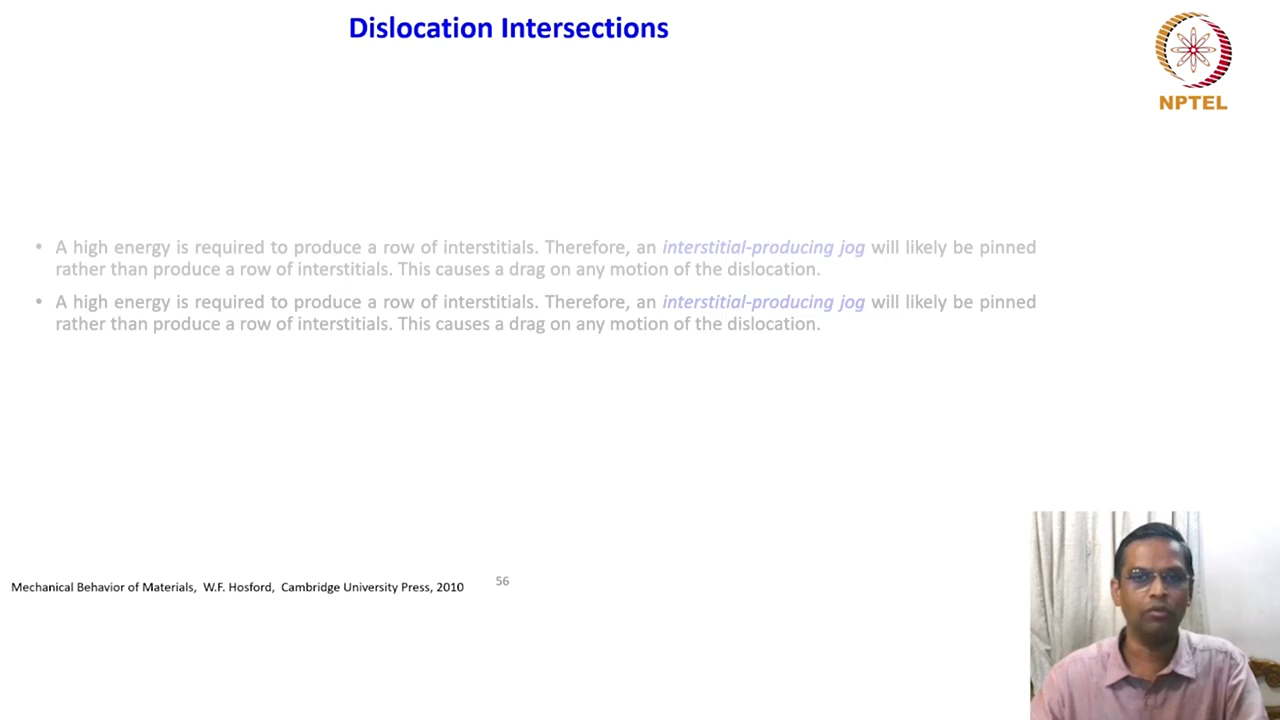 Dislocation Intersections
NPTEL
• A high energy is required to produce a row of interstitials. Therefore, an interstitial-producing jog will likely be pinned
rather than produce a row of interstitials. This causes a drag on any motion of the dislocation.
• A high energy is required to produce a row of interstitials. Therefore, an interstitial-producing jog will likely be pinned
rather than produce a row of interstitials. This causes a drag on any motion of the dislocation.
Mechanical Behavior of Materials, W.F. Hosford, Cambridge University Press, 2010
56